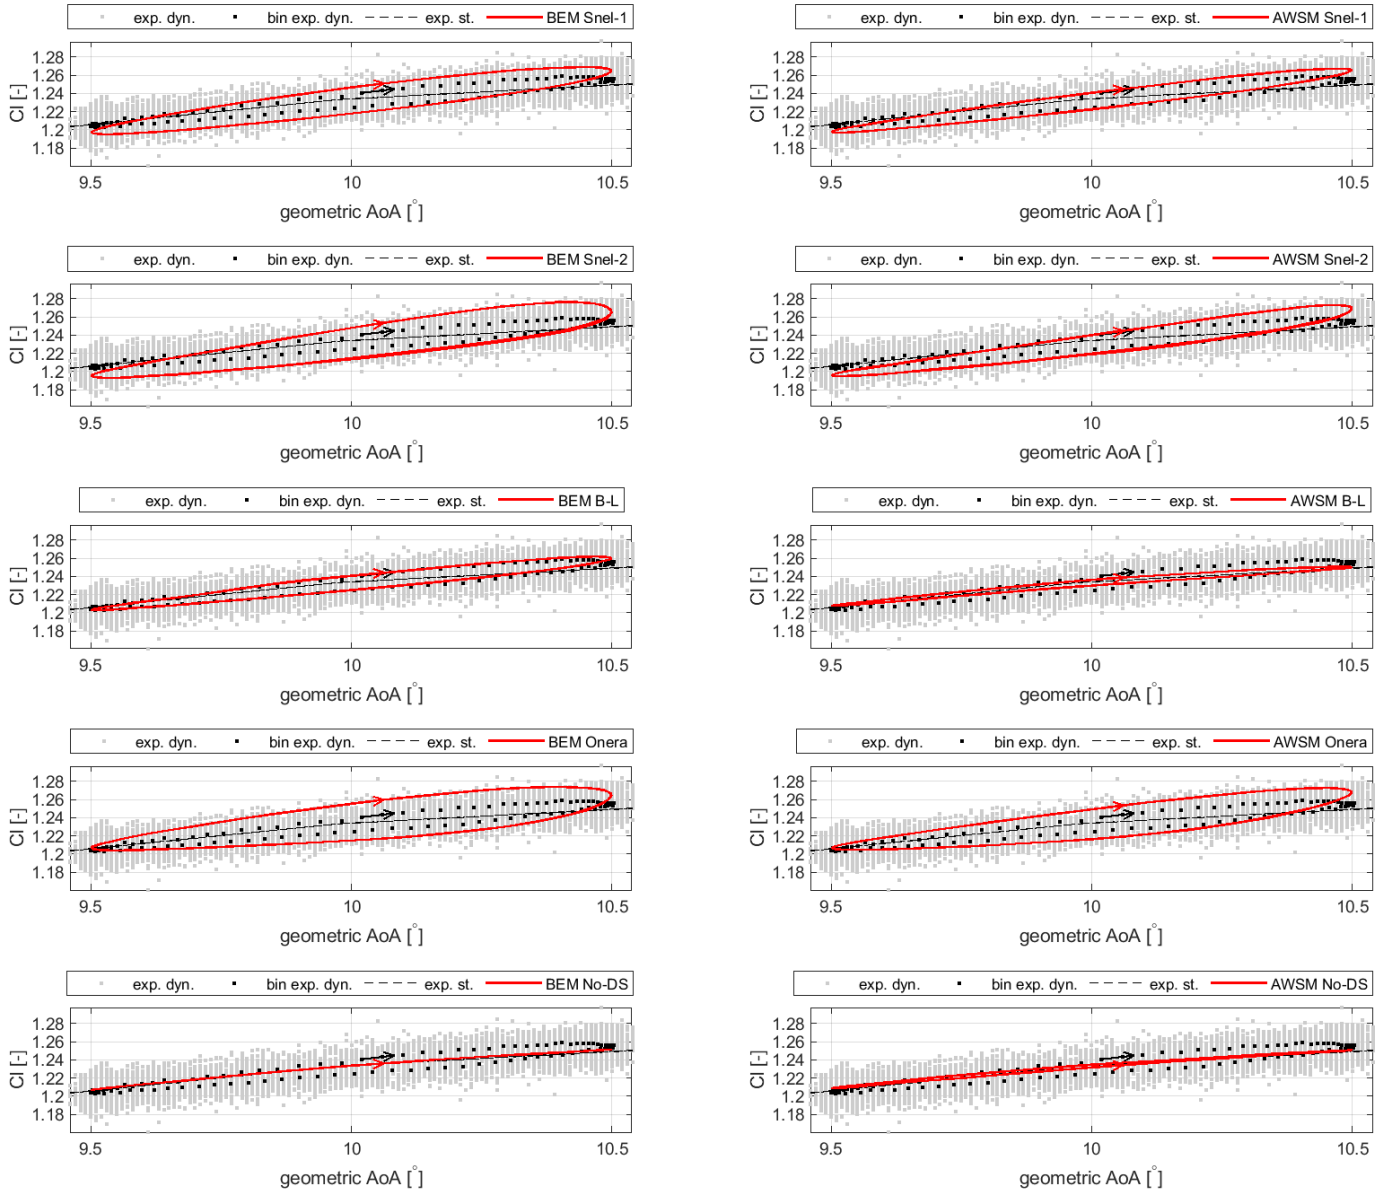 exp. dyn. bin exp. dyn. exp. st. BEM Snel-1
Cl [-]
1.28
1.26
1.24
1.22
1.2
1.18
9.5 10 10.5
geometric AoA [°]
exp. dyn. bin exp. dyn. exp. st. AWSM Snel-1
Cl [-]
1.28
1.26
1.24
1.22
1.2
1.18
9.5 10 10.5
geometric AoA [°]
exp. dyn. bin exp. dyn. exp. st. BEM Snel-2
Cl [-]
1.28
1.26
1.24
1.22
1.2
1.18
9.5 10 10.5
geometric AoA [°]
exp. dyn. bin exp. dyn. exp. st. AWSM Snel-2
Cl [-]
1.28
1.26
1.24
1.22
1.2
1.18
9.5 10 10.5
geometric AoA [°]
exp. dyn. bin exp. dyn. exp. st. BEM B-L
Cl [-]
1.28
1.26
1.24
1.22
1.2
1.18
9.5 10 10.5
geometric AoA [°]
exp. dyn. bin exp. dyn. exp. st. AWSM B-L
Cl [-]
1.28
1.26
1.24
1.22
1.2
1.18
9.5 10 10.5
geometric AoA [°]
exp. dyn. bin exp. dyn. exp. st. BEM Onera
Cl [-]
1.28
1.26
1.24
1.22
1.2
1.18
9.5 10 10.5
geometric AoA [°]
exp. dyn. bin exp. dyn. exp. st. AWSM Onera
Cl [-]
1.28
1.26
1.24
1.22
1.2
1.18
9.5 10 10.5
geometric AoA [°]
exp. dyn. bin exp. dyn. exp. st. BEM No-DS
Cl [-]
1.28
1.26
1.24
1.22
1.2
1.18
9.5 10 10.5
geometric AoA [°]
exp. dyn. bin exp. dyn. exp. st. AWSM No-DS
Cl [-]
1.28
1.26
1.24
1.22
1.2
1.18
9.5 10 10.5
geometric AoA [°]